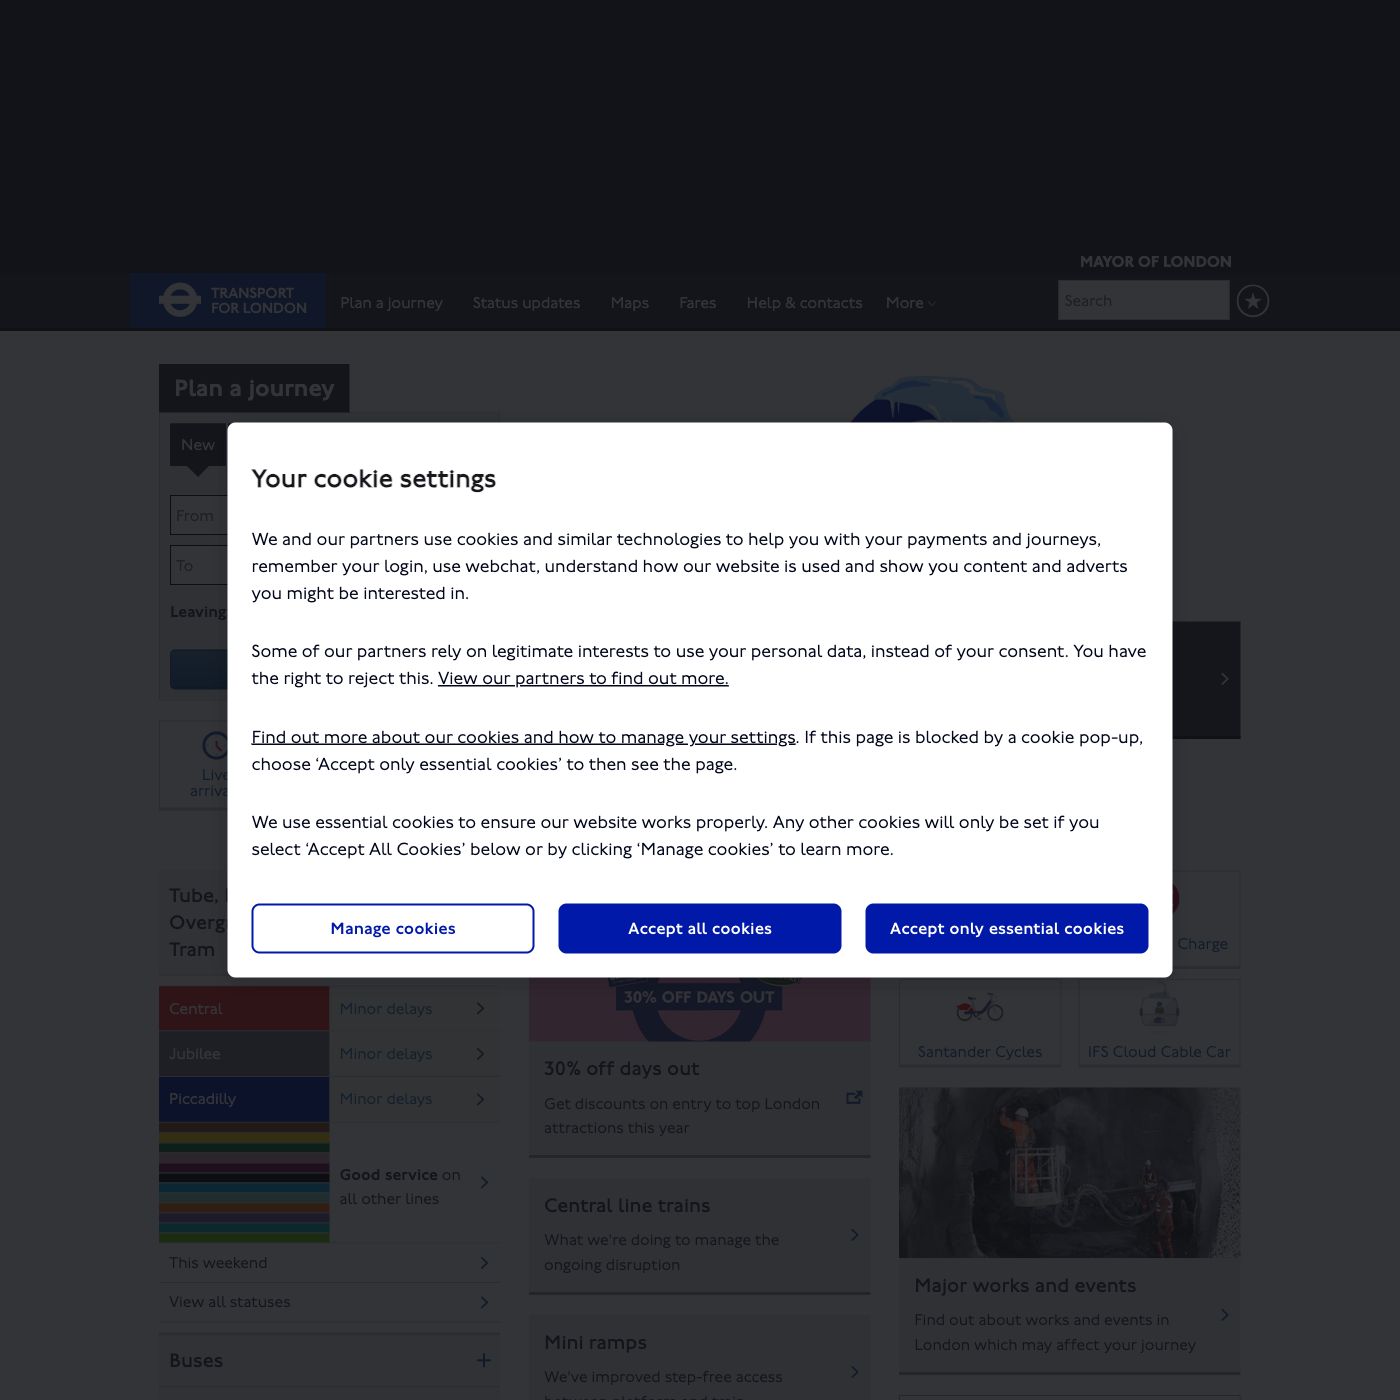 MAYOR OF LONDON
TRANSPORT
FOR LONDON
Plan a journey
Status updates
Maps
Fares
Help & contacts
More
Search
Plan a journey
New
From
To
Leaving
Live
Your cookie settings
We and our partners use cookies and similar technologies to help you with your payments and journeys,
remember your login, use webchat, understand how our website is used and show you content and adverts
you might be interested in.
Some of our partners rely on legitimate interests to use your personal data, instead of your consent. You have
the right to reject this. View our partners to find out more.
Find out more about our cookies and how to manage your settings. If this page is blocked by a cookie pop-up,
choose ‘Accept only essential cookies’ to then see the page.
We use essential cookies to ensure our website works properly. Any other cookies will only be set if you
select ‘Accept All Cookies’ below or by clicking ‘Manage cookies’ to learn more.
Manage cookies
Accept all cookies
Accept only essential cookies
Tube,
Tram
Central
Minor delays
Jubilee
Minor delays
Piccadilly
Minor delays
Good service on
all other lines
This weekend
View all statuses
Buses
30% OFF DAYS OUT
30% off days out
Get discounts on entry to top London
attractions this year
Central line trains
What we're doing to manage the
ongoing disruption
Mini ramps
We've improved step-free access
Charge
Santander Cycles
IFS Cloud Cable Car
Major works and events
Find out about works and events in
London which may affect your journey